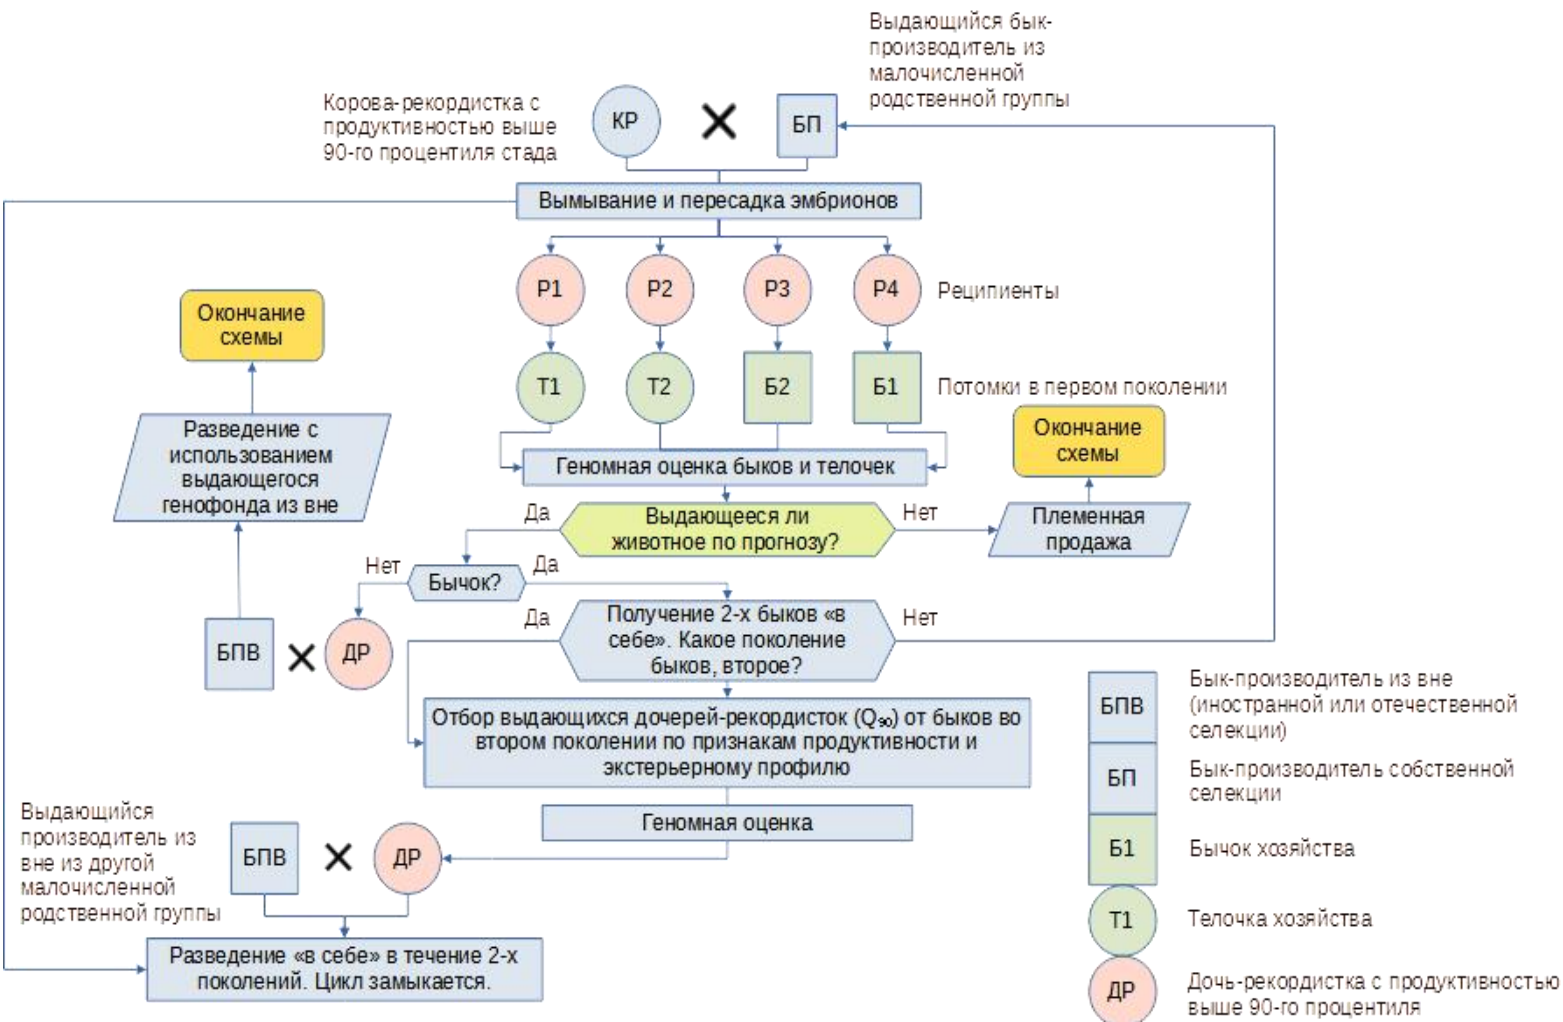 Выдающийся бык-
производитель из
малочисленной
родственной группы
Корова-рекордистка с
продуктивностью выше
90-го процентиля стада
КР
БП
Вымывание и пересадка эмбрионов
Р1
Р2
Р3
Р4
Реципиенты
Окончание
схемы
Т1
Т2
Б2
Б1
Потомки в первом поколении
Разведение с
использованием
выдающегося
генофонда из вне
Окончание
схемы
Геномная оценка быков и телочек
Да
Выдающееся ли
животное по прогнозу?
Нет
Племенная
продажа
Нет
Бычок?
Да
Да
Получение 2-х быков «в
себе». Какое поколение
быков, второе?
Нет
БПВ
ДР
Отбор выдающихся дочерей-рекордисток (Q₉₀) от быков во
втором поколении по признакам продуктивности и
экстерьерному профилю
Геномная оценка
Выдающийся
производитель из
вне из другой
малочисленной
родственной группы
БПВ
ДР
Разведение «в себе» в течение 2-х
поколений. Цикл замыкается.
БПВ
Бык-производитель из вне
(иностранной или отечественной
селекции)
БП
Бык-производитель собственной
селекции
Б1
Бычок хозяйства
Т1
Телочка хозяйства
ДР
Дочь-рекордистка с продуктивностью
выше 90-го процентиля